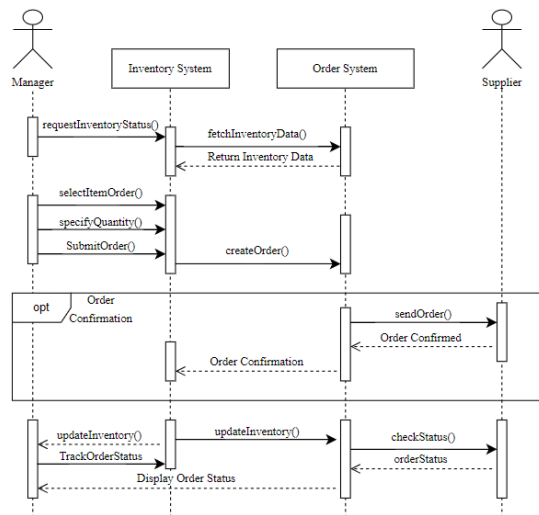 Manager
Inventory System
Order System
Supplier
requestInventoryStatus()
fetchInventoryData()
Return Inventory Data
selectItemOrder()
specifyQuantity()
SubmitOrder()
createOrder()
opt
Order
Confirmation
sendOrder()
Order Confirmed
Order Confirmation
updateInventory()
updateInventory()
checkStatus()
TrackOrderStatus
orderStatus
Display Order Status